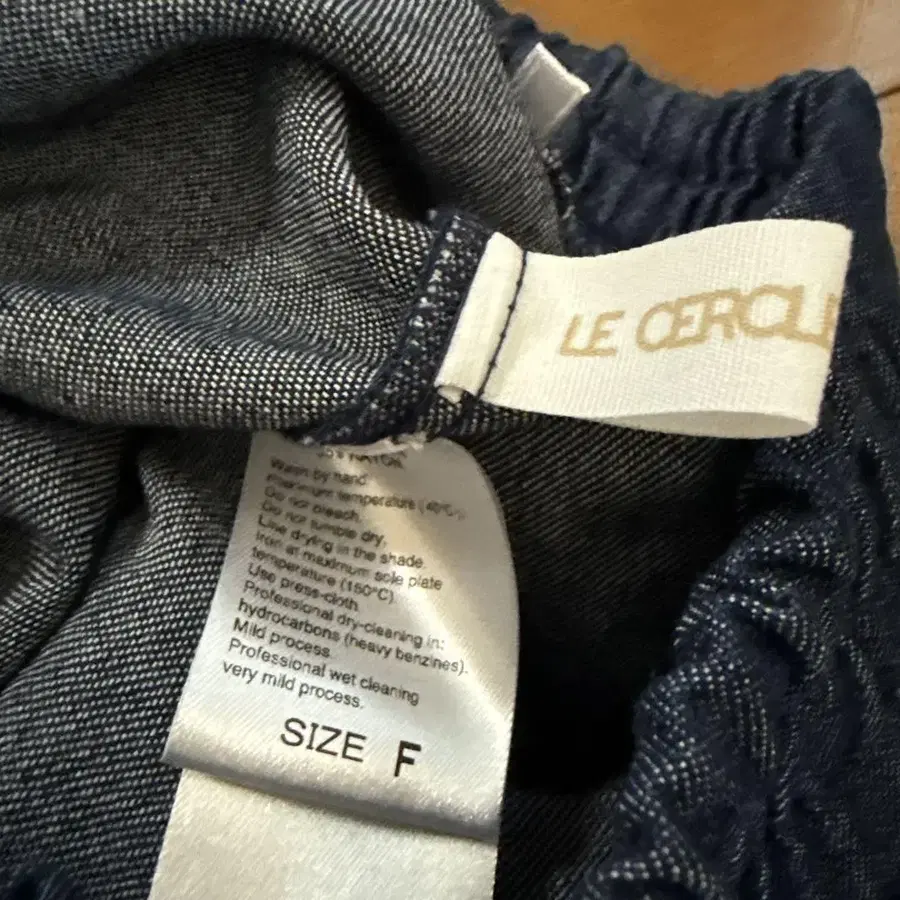 LE CERCL
Wash by hand.
Maximum temperature (40°C).
Do not bleach.
Do not tumble dry.
Line drying in the shade.
Iron at maximum sole plate
temperature (150°C).
Use press-cloth.
Professional dry-cleaning in:
hydrocarbons (heavy benzines).
Mild process.
Professional wet cleaning
very mild process.
SIZE F